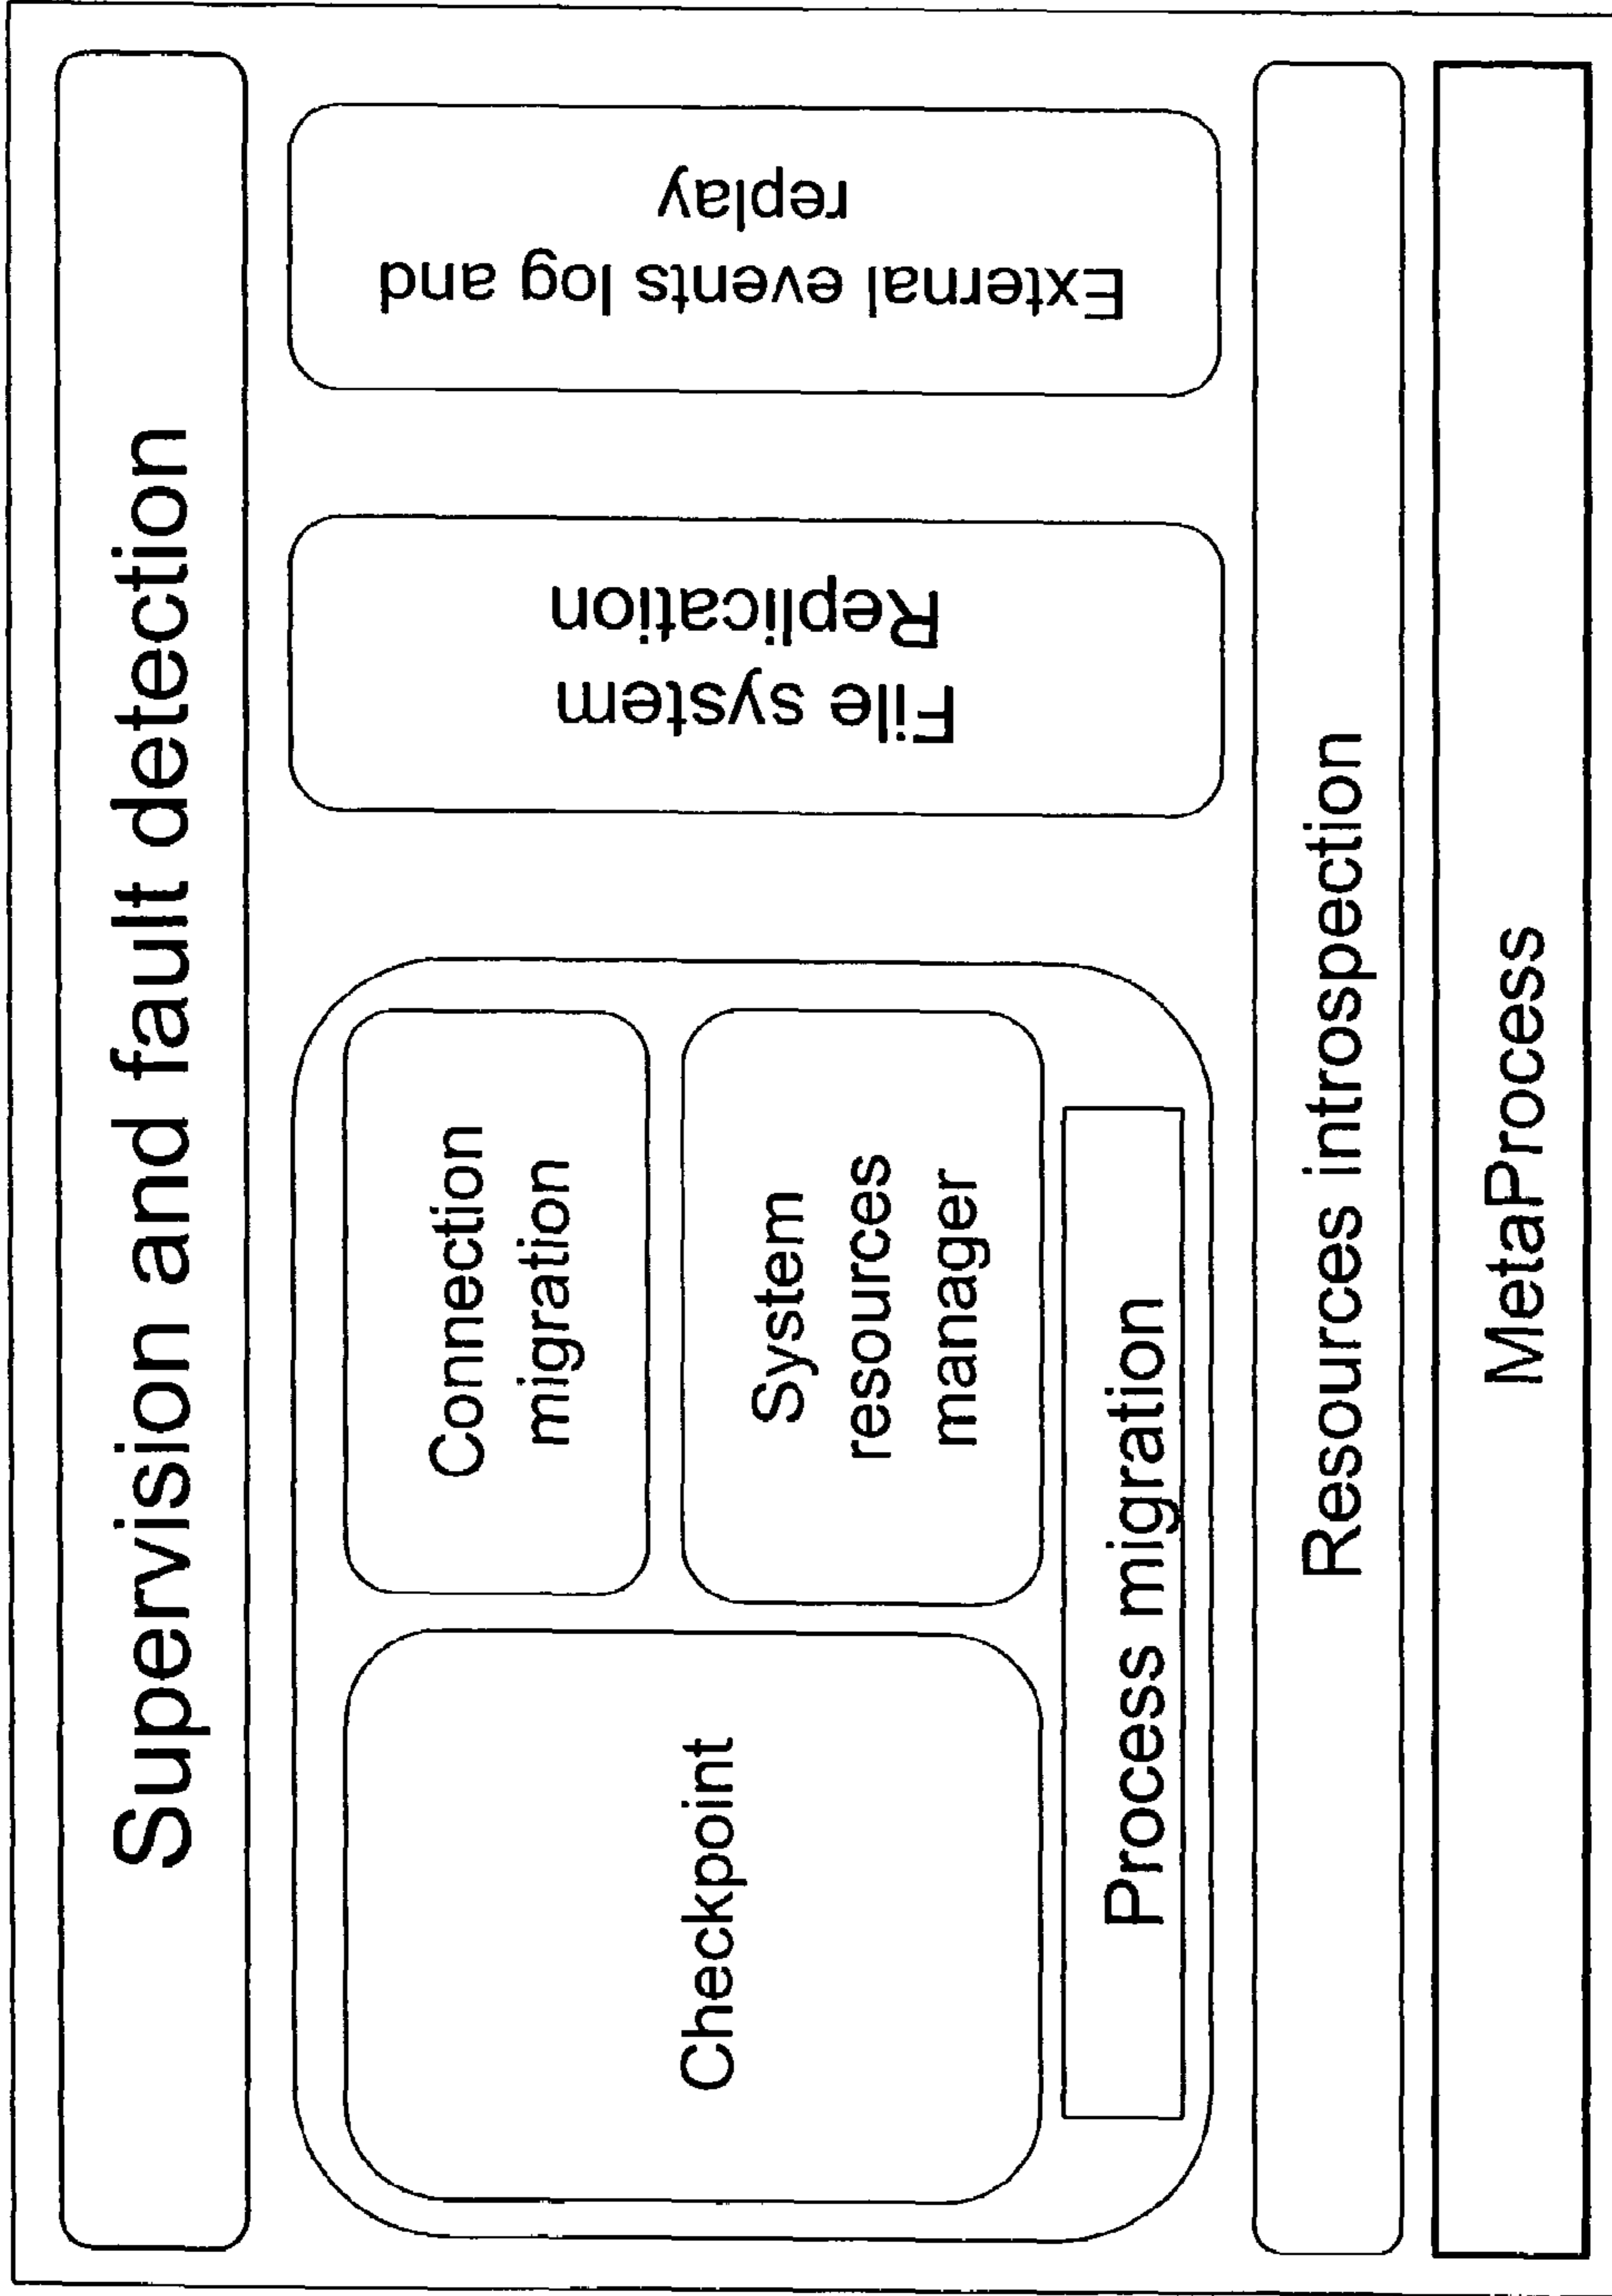 Supervision and fault detection
Checkpoint
Connection
migration
System
resources
manager
Process migration
File system
Replication
External events log and
replay
Resources introspection
MetaProcess